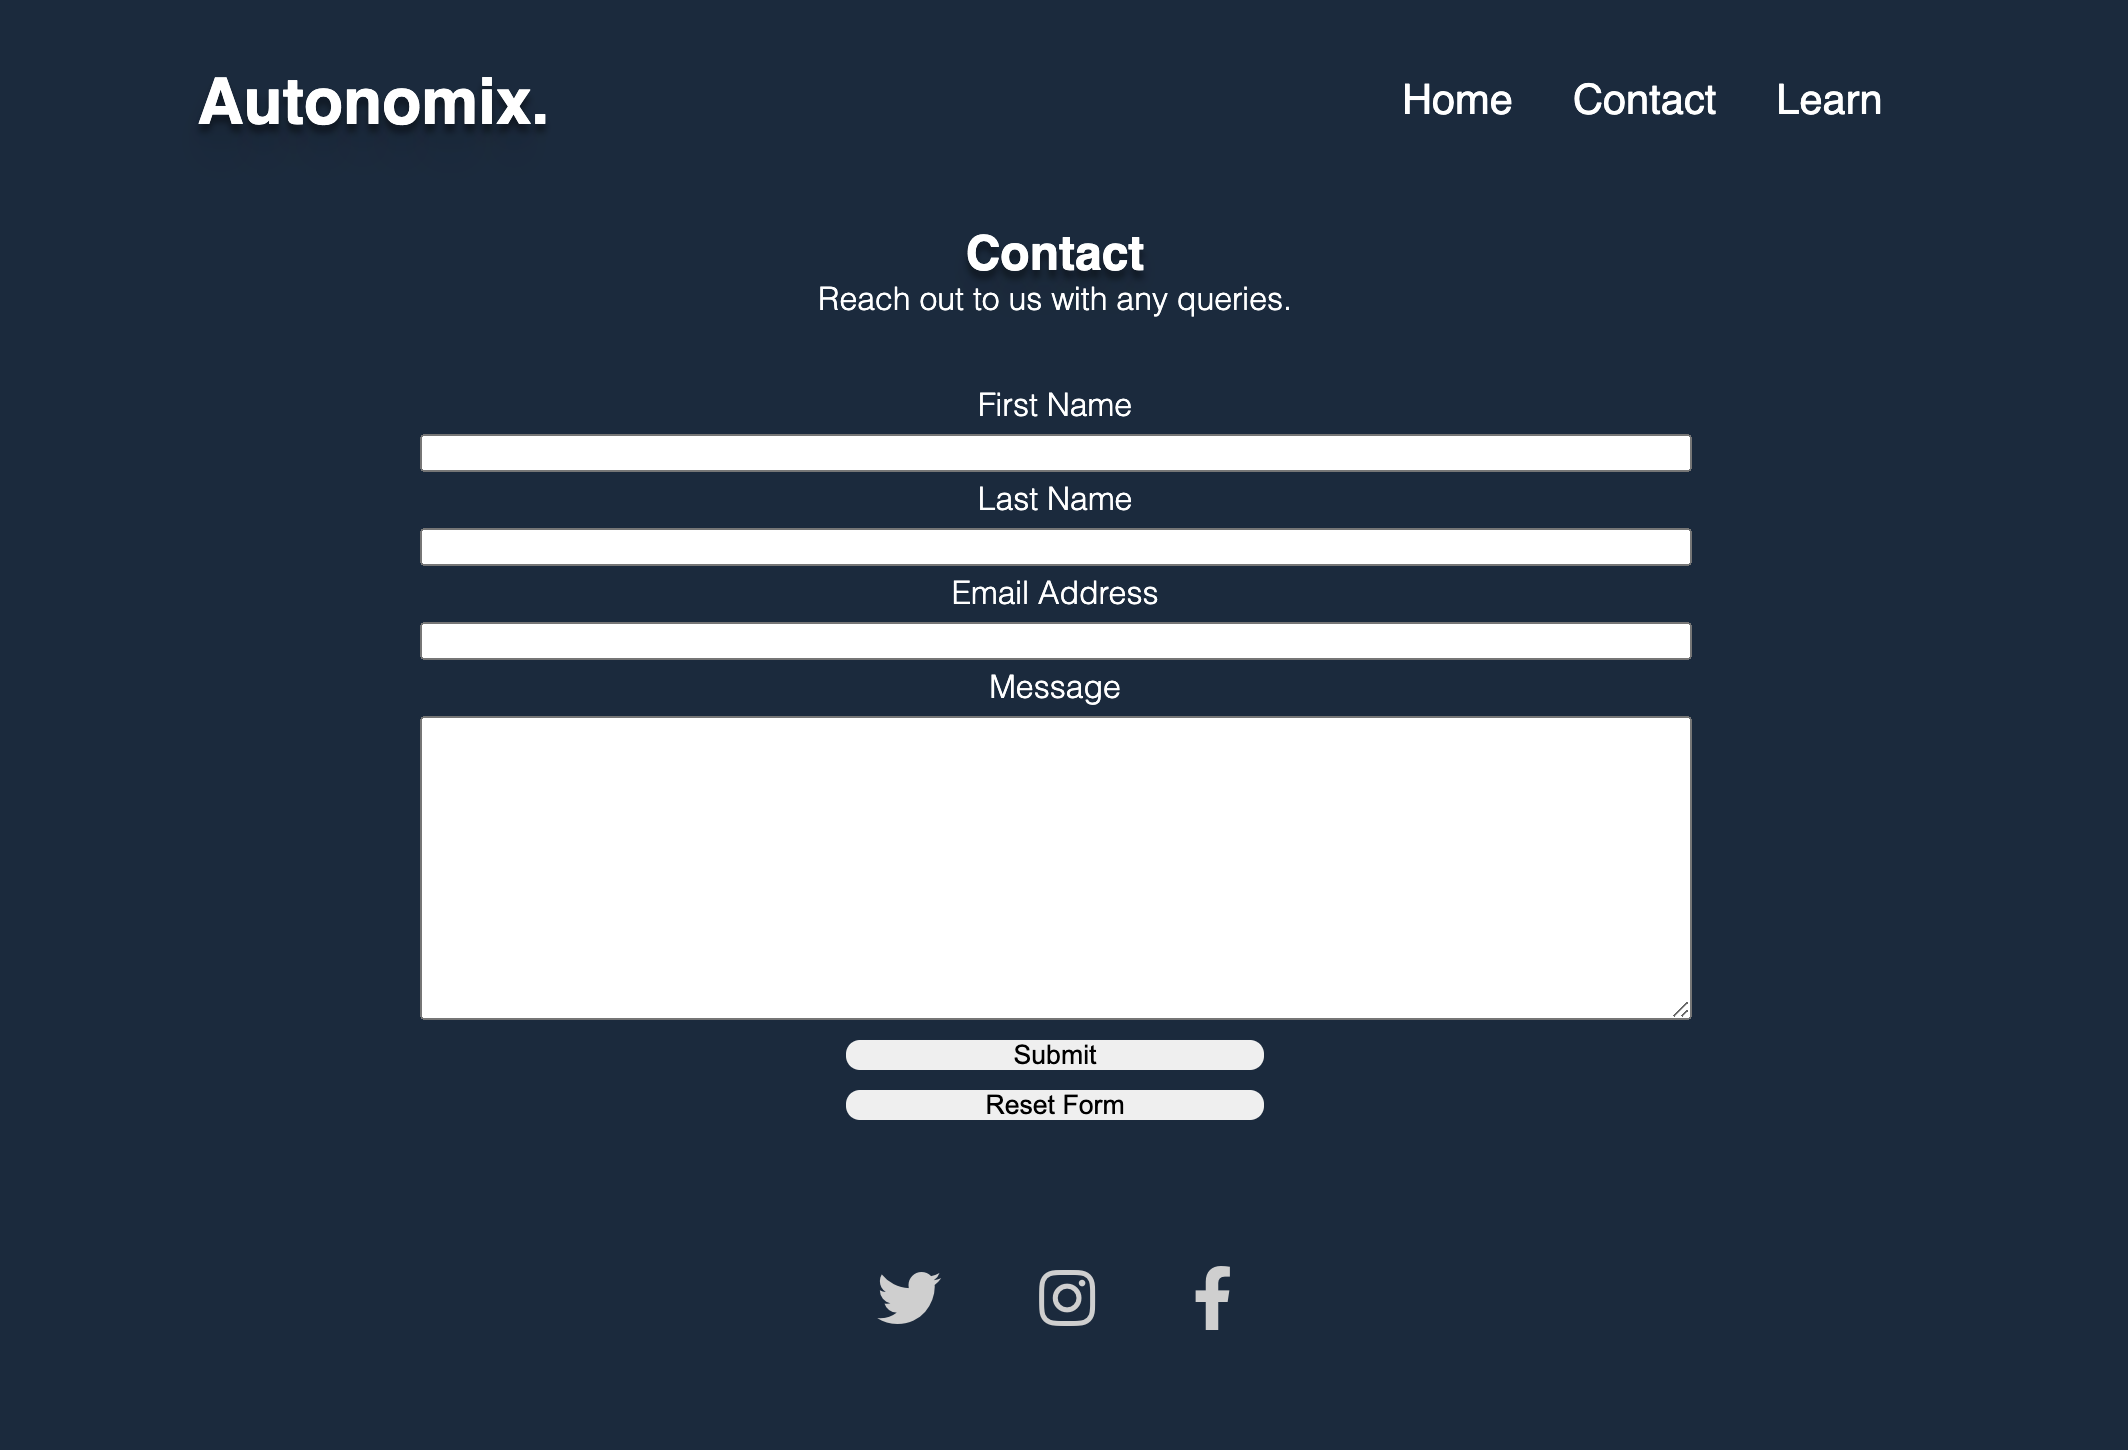 Autonomix.
Home Contact Learn
Contact
Reach out to us with any queries.
First Name
Last Name
Email Address
Message
Submit
Reset Form